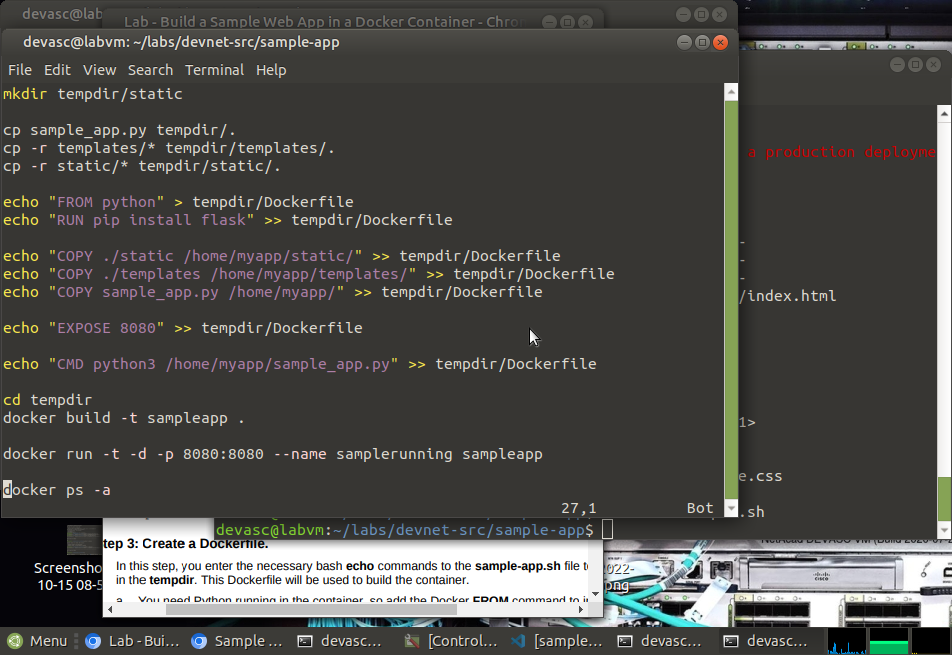 devasc@lab
Lab - Build a Sample Web App in a Docker Container - Chro
devasc@labvm: ~/labs/devnet-src/sample-app
File Edit View Search Terminal Help
mkdir tempdir/static
cp sample_app.py tempdir/.
cp -r templates/* tempdir/templates/.
cp -r static/* tempdir/static/.
echo "FROM python" > tempdir/Dockerfile
echo "RUN pip install flask" >> tempdir/Dockerfile
echo "COPY ./static /home/myapp/static/" >> tempdir/Dockerfile
echo "COPY ./templates /home/myapp/templates/" >> tempdir/Dockerfile
echo "COPY sample_app.py /home/myapp/" >> tempdir/Dockerfile
echo "EXPOSE 8080" >> tempdir/Dockerfile
echo "CMD python3 /home/myapp/sample_app.py" >> tempdir/Dockerfile
cd tempdir
docker build -t sampleapp .
docker run -t -d -p 8080:8080 --name samplerunning sampleapp
docker ps -a
27,1 Bot
a production deployme
-
-
-
/index.html
1>
e.css
.sh
devasc@labvm:~/labs/devnet-src/sample-app$
tep 3: Create a Dockerfile.
In this step, you enter the necessary bash echo commands to the sample-app.sh file t
in the tempdir. This Dockerfile will be used to build the container.
a. You need Python running in the container, so add the Docker FROM command to i
Screensho
10-15 08-5
2022-
png
CISCO
Menu
Lab - Bui...
Sample ...
devasc...
[Control...
[sample...
devasc...
devasc...